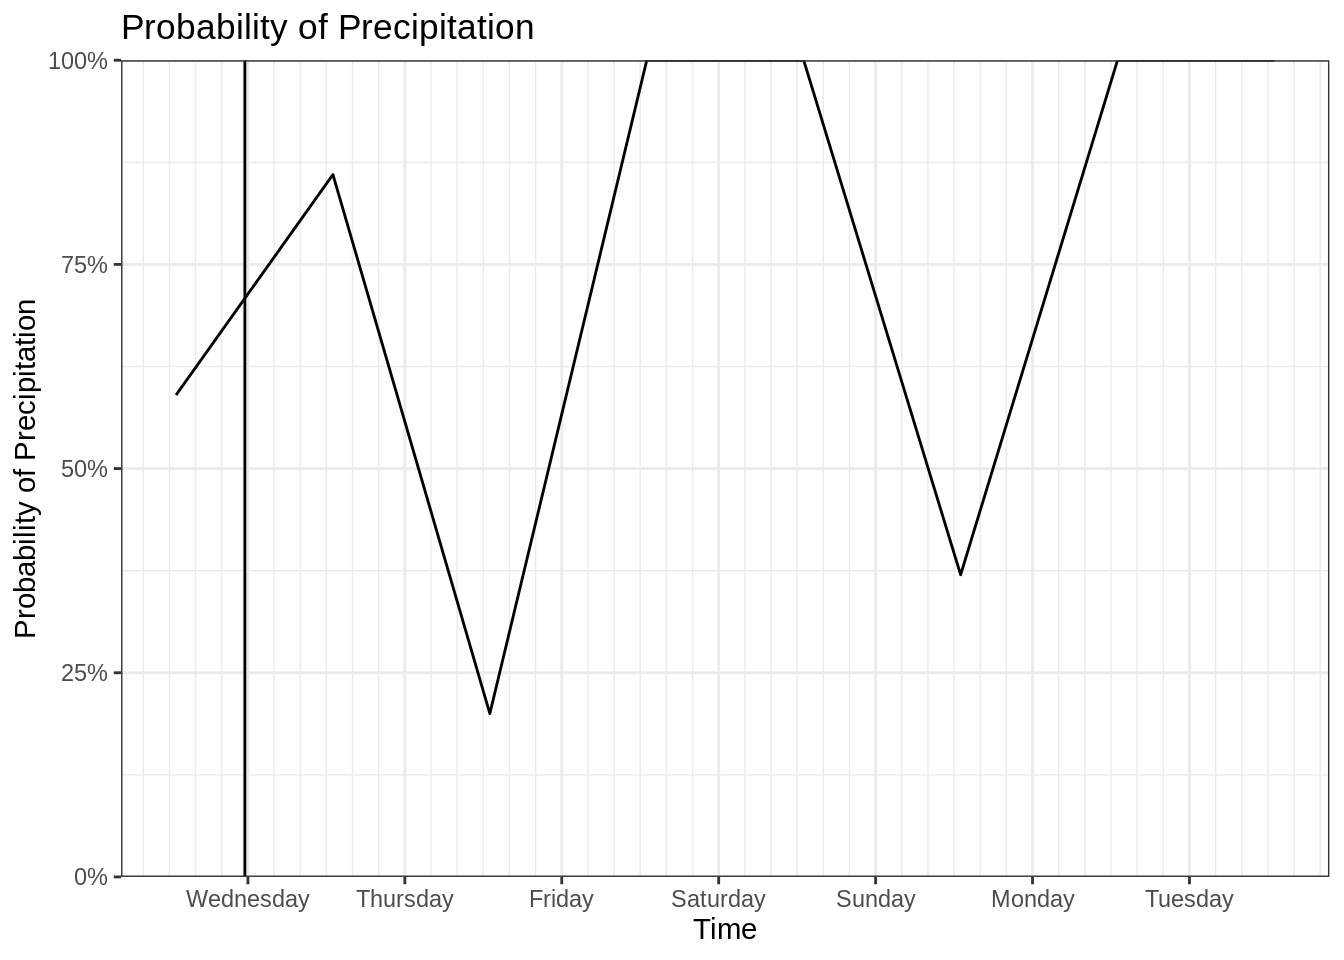 Probability of Precipitation
Probability of Precipitation
100%
75%
50%
25%
0%
Wednesday Thursday Friday Saturday Sunday Monday Tuesday
Time